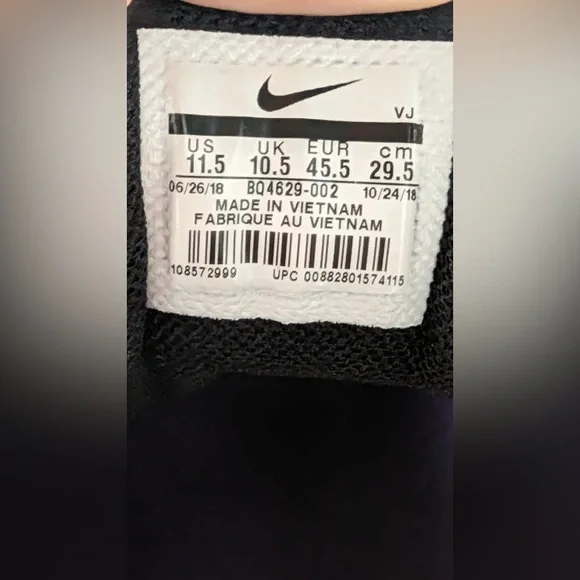 VJ
US UK EUR cm
11.5 10.5 45.5 29.5
06/26/18 BQ4629-002 10/24/18
MADE IN VIETNAM
FABRIQUE AU VIETNAM
108572999 UPC 00882801574115